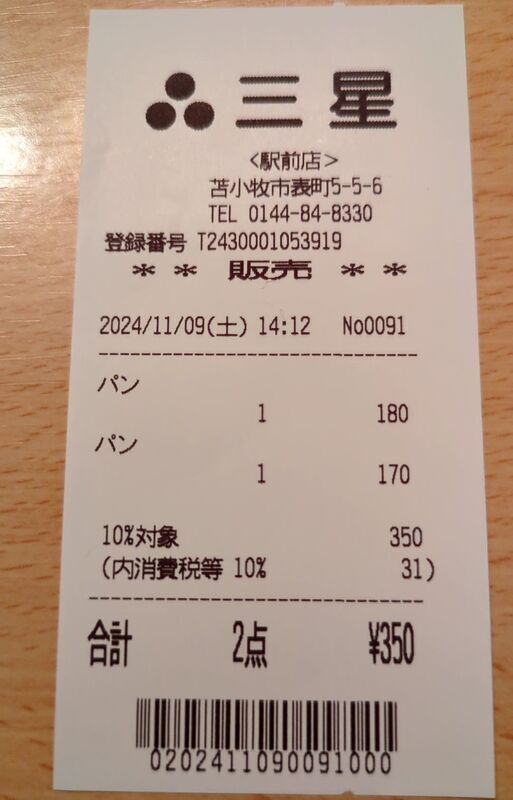 三星
<駅前店>
苫小牧市表町5-5-6
TEL 0144-84-8330
登録番号 T2430001053919
** 販売 **
2024/11/09(土) 14:12 No0091
パン
1 180
パン
1 170
10%対象 350
(内消費税等 10% 31)
合計 2点 ¥350
0202411090091000